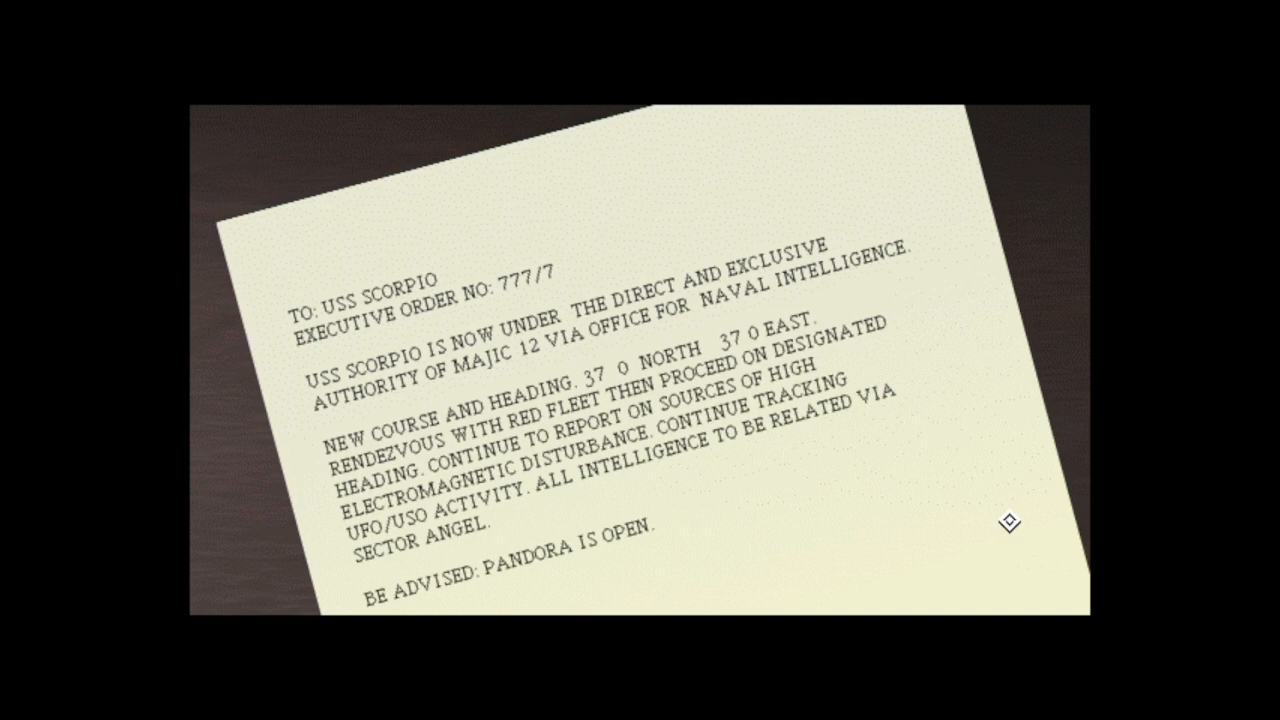 TO: USS SCORPIO
EXECUTIVE ORDER NO: 777/7
USS SCORPIO IS NOW UNDER THE DIRECT AND EXCLUSIVE
AUTHORITY OF MAJIC 12 VIA OFFICE FOR NAVAL INTELLIGENCE.
NEW COURSE AND HEADING. 37 0 NORTH 37 0 EAST.
RENDEZVOUS WITH RED FLEET THEN PROCEED ON DESIGNATED
HEADING. CONTINUE TO REPORT ON SOURCES OF HIGH
ELECTROMAGNETIC DISTURBANCE. CONTINUE TRACKING
UFO/USO ACTIVITY. ALL INTELLIGENCE TO BE RELATED VIA
SECTOR ANGEL.
BE ADVISED: PANDORA IS OPEN.